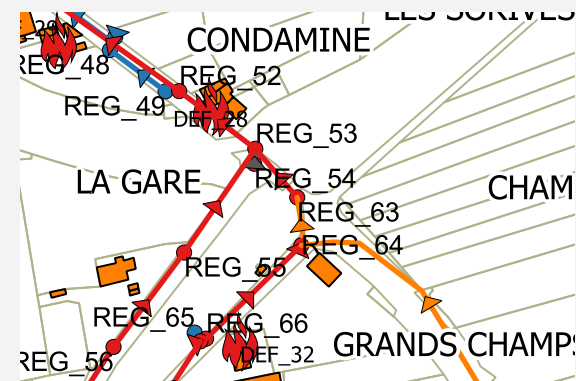 LES SORIVES
CONDAMINE
REG_48
REG_52
REG_49
DEF_28
REG_53
LA GARE
REG_54
CHAM
REG_63
REG_64
REG_55
REG_65
REG_66
GRANDS CHAMPS
DEF_32
REG_56